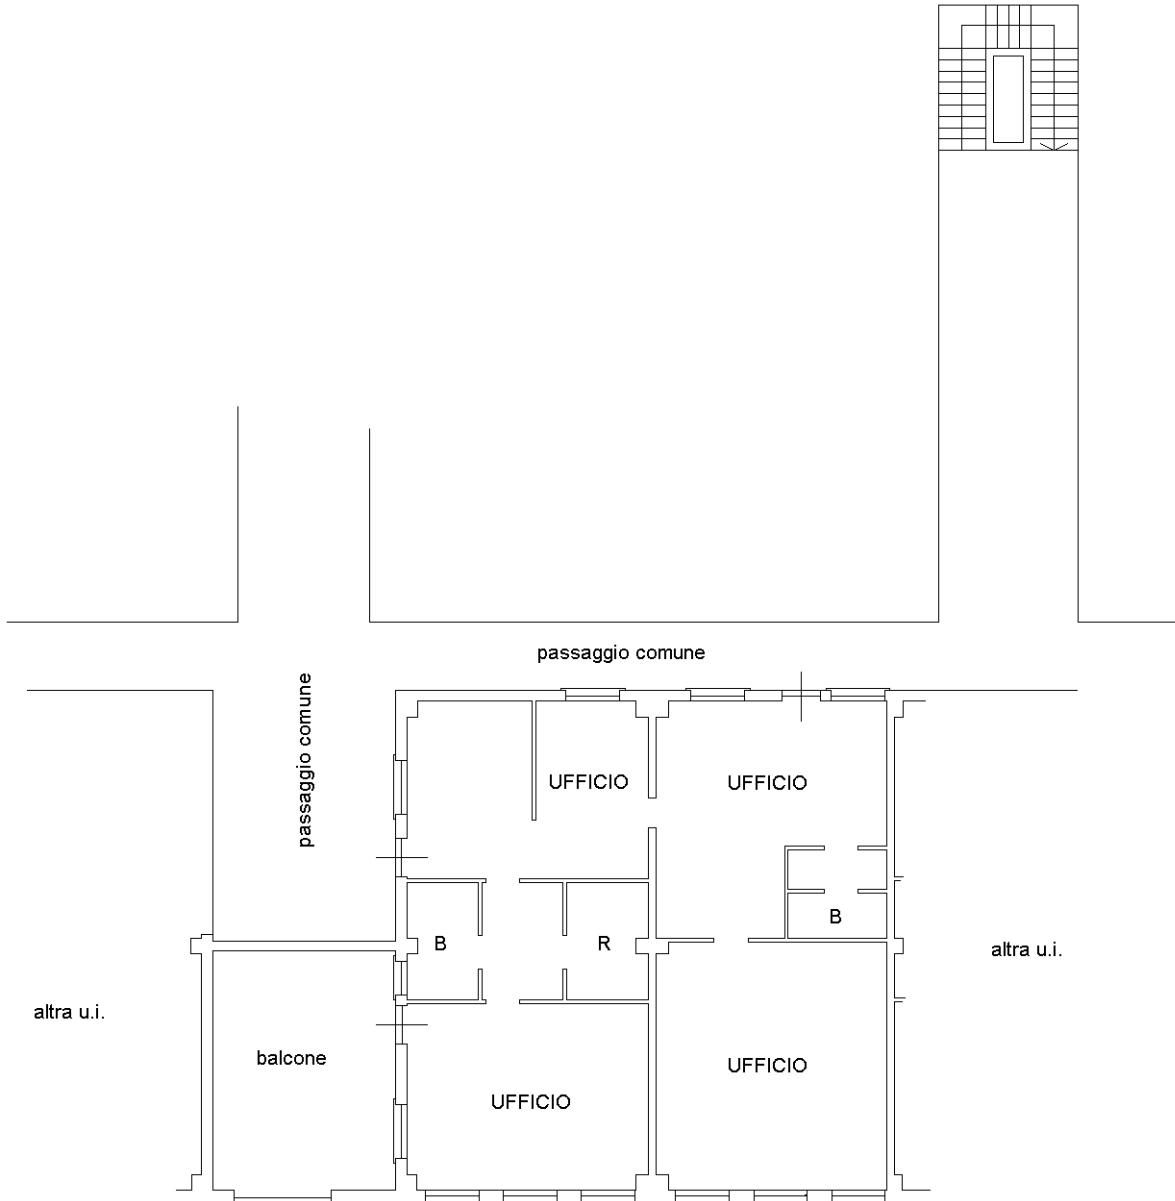 passaggio comune
passaggio comune
UFFICIO
UFFICIO
B
B
R
altra u.i.
altra u.i.
balcone
UFFICIO
UFFICIO